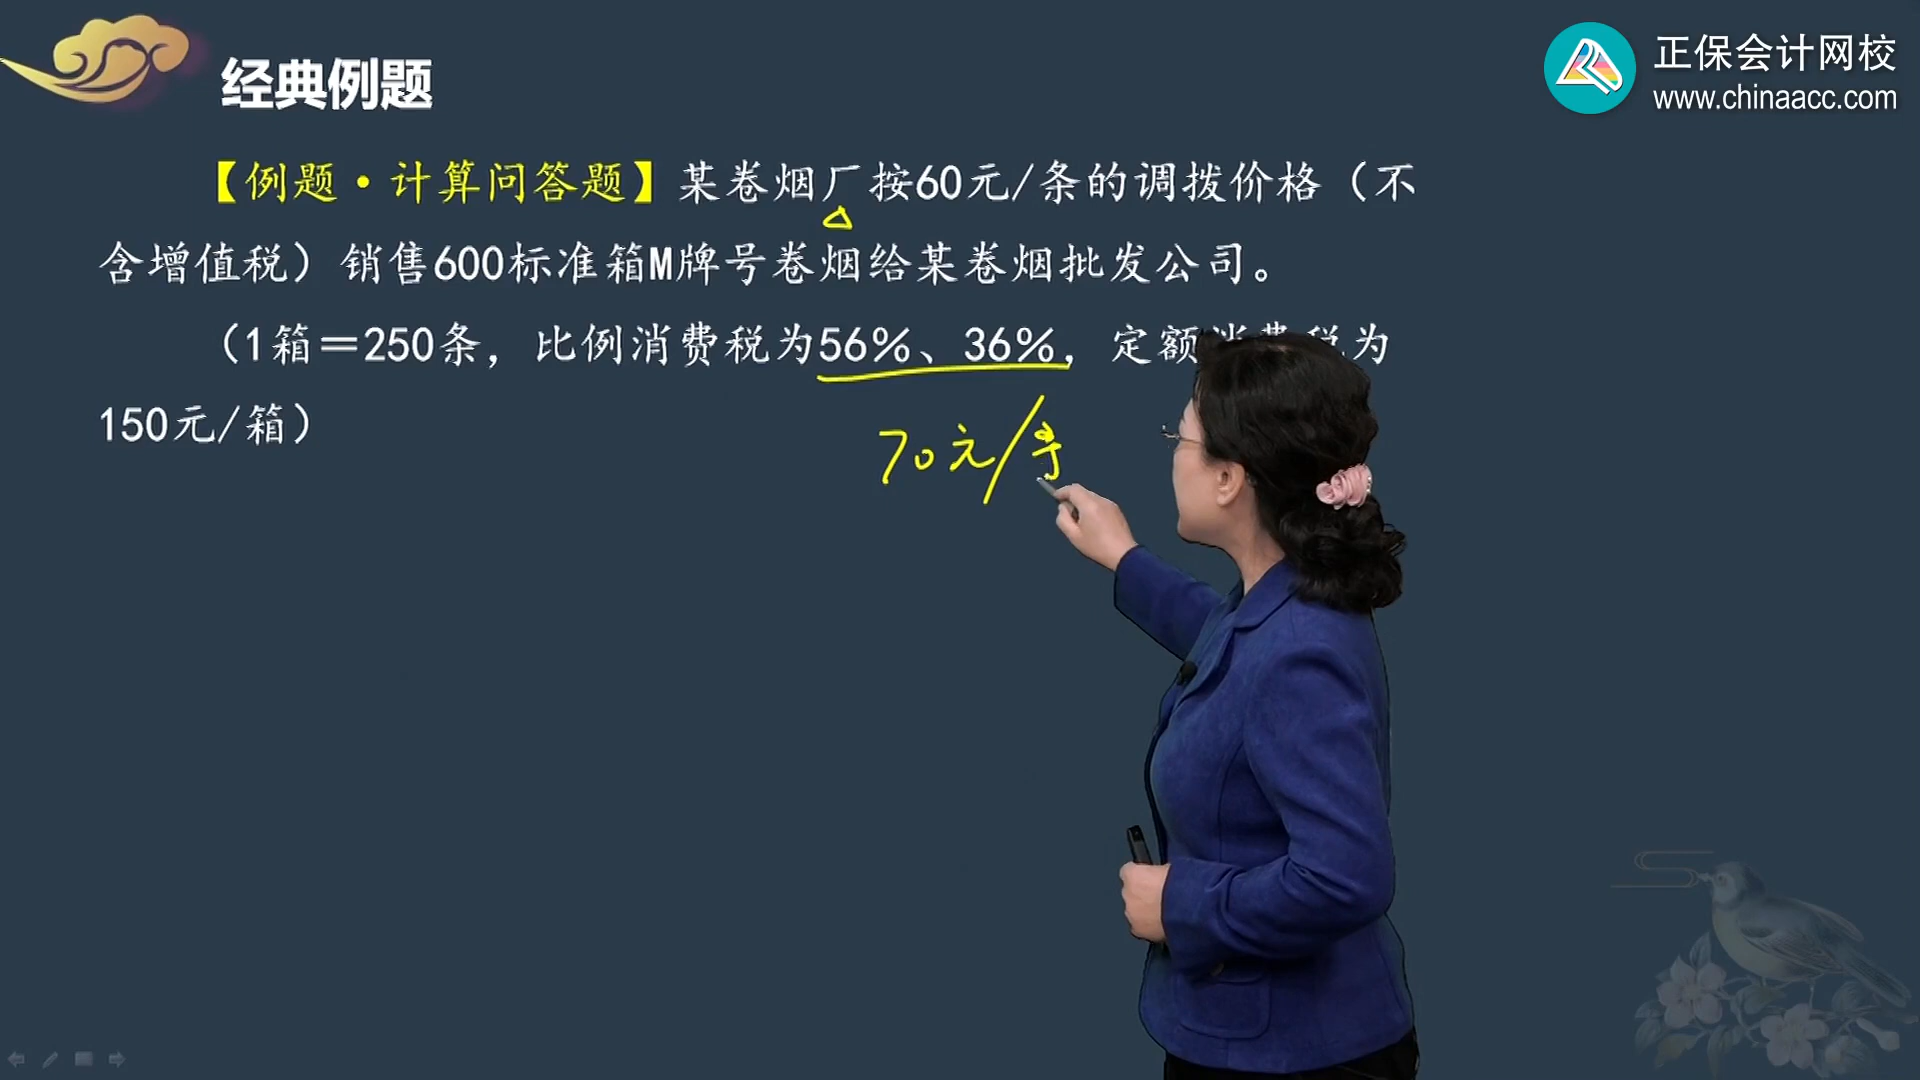 经典例题
正保会计网校
www.chinaacc.com
【例题·计算问答题】某卷烟厂按60元/条的调拨价格（不
含增值税）销售600标准箱M牌号卷烟给某卷烟批发公司。
（1箱＝250条，比例消费税为56%、36%，定额消费税为
150元/箱）
70元/